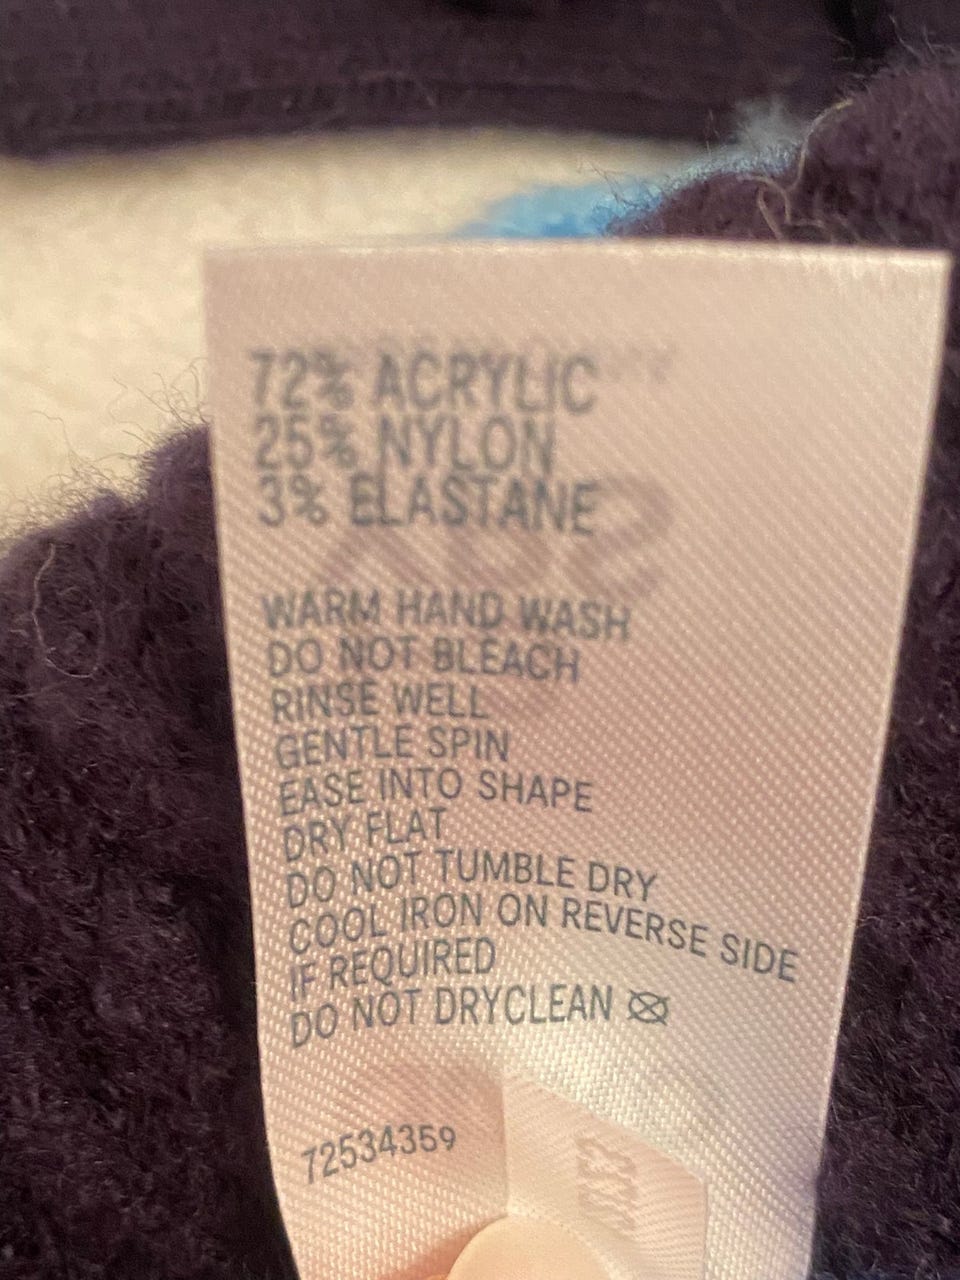 72% ACRYLIC
25% NYLON
3% ELASTANE
WARM HAND WASH
DO NOT BLEACH
RINSE WELL
GENTLE SPIN
EASE INTO SHAPE
DRY FLAT
DO NOT TUMBLE DRY
COOL IRON ON REVERSE SIDE
IF REQUIRED
DO NOT DRYCLEAN
72534359